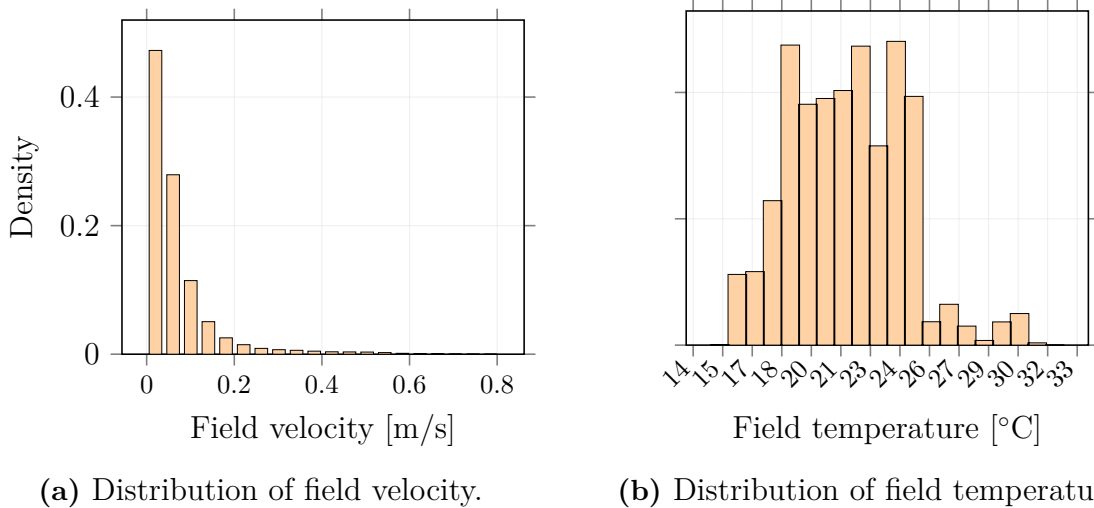 Density
0.4
0.2
0
0 0.2 0.4 0.6 0.8
Field velocity [m/s]
(a) Distribution of field velocity.
14 15 17 18 20 21 23 24 26 27 29 30 32 33
Field temperature [°C]
(b) Distribution of field temperatu